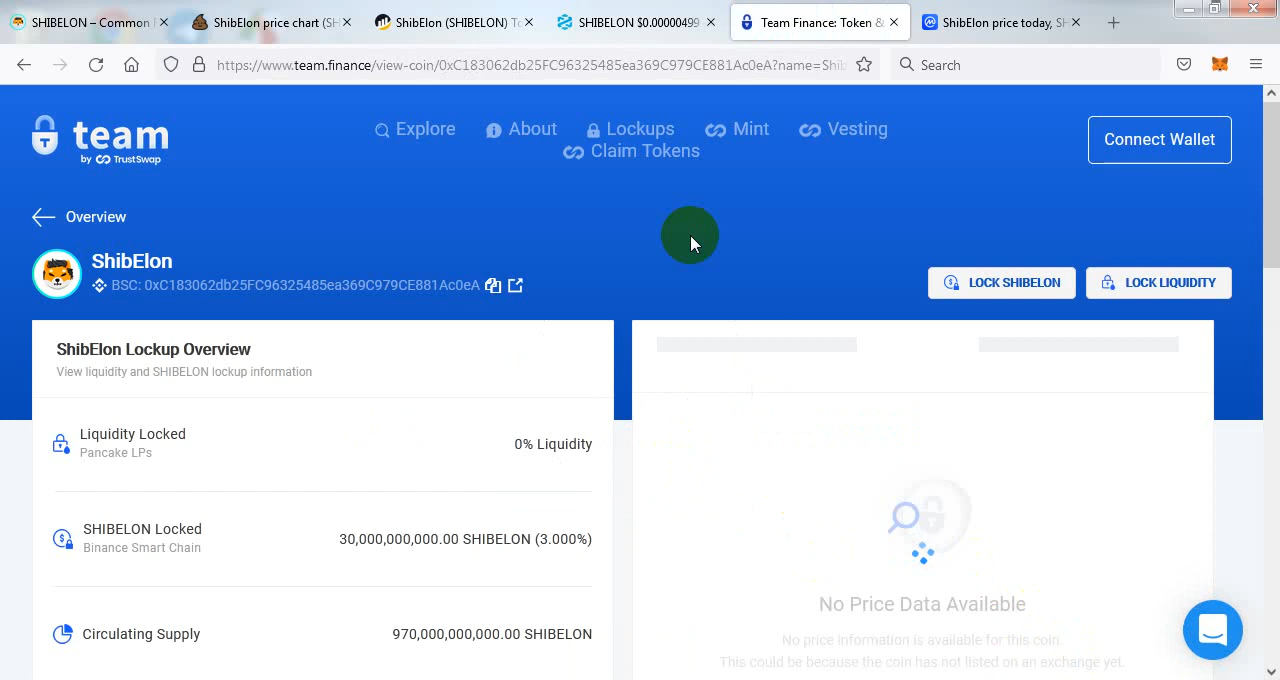 SHIBELON – Common
ShibElon price chart (SH
ShibElon (SHIBELON) To
SHIBELON $0.00000499
Team Finance: Token &
ShibElon price today, SH
https://www.team.finance/view-coin/0xC183062db25FC96325485ea369C979CE881Ac0eA?name=Shib
Search
team
by TrustSwap
Explore
About
Lockups
Mint
Vesting
Claim Tokens
Connect Wallet
Overview
ShibElon
BSC: 0xC183062db25FC96325485ea369C979CE881Ac0eA
LOCK SHIBELON
LOCK LIQUIDITY
ShibElon Lockup Overview
View liquidity and SHIBELON lockup information
Liquidity Locked
Pancake LPs
0% Liquidity
SHIBELON Locked
Binance Smart Chain
30,000,000,000.00 SHIBELON (3.000%)
Circulating Supply
970,000,000,000.00 SHIBELON
No Price Data Available
No price information is available for this coin.
This could be because the coin has not listed on an exchange yet.